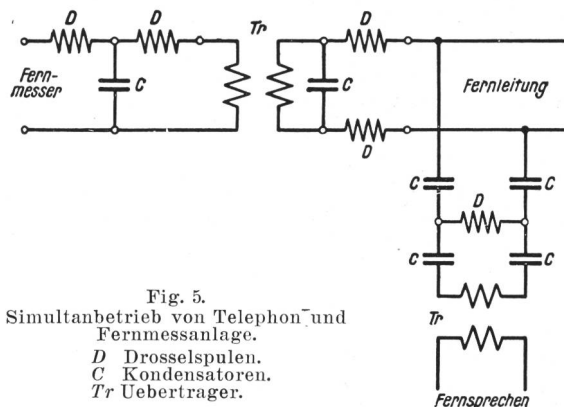 D D Tr D
Fern-
messer
C C
Fernleitung
D
C D C
C C
Tr
Fernsprechen
Fig. 5.
Simultanbetrieb von Telephon und
Fernmessanlage.
D Drosselspulen.
C Kondensatoren.
Tr Uebertrager.